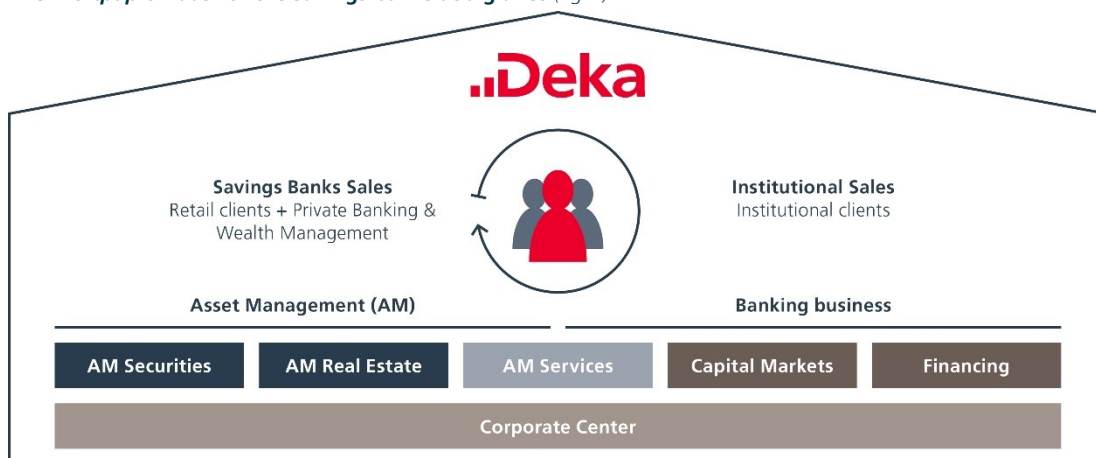 Deka
Savings Banks Sales
Retail clients + Private Banking &
Wealth Management
Institutional Sales
Institutional clients
Asset Management (AM)
Banking business
AM Securities
AM Real Estate
AM Services
Capital Markets
Financing
Corporate Center